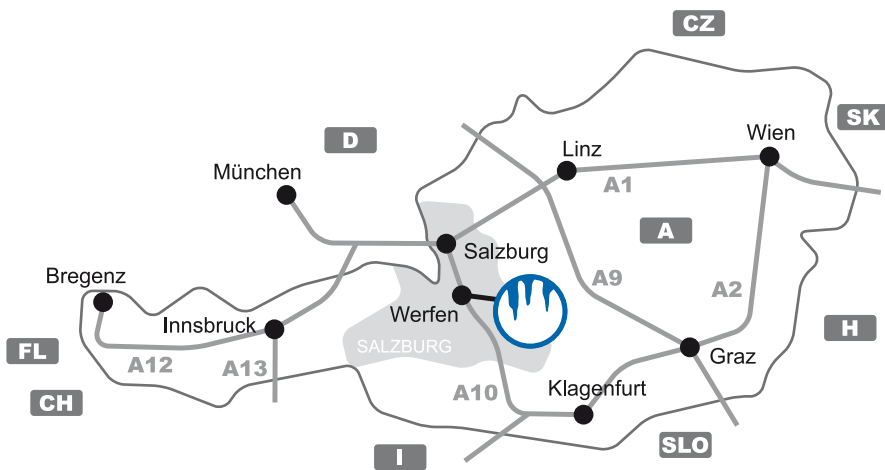 CZ
SK
D
Wien
Linz
München
A1
A
Salzburg
Bregenz
A9
A2
Innsbruck
Werfen
H
FL
SALZBURG
Graz
A12
A13
CH
A10
Klagenfurt
SLO
I